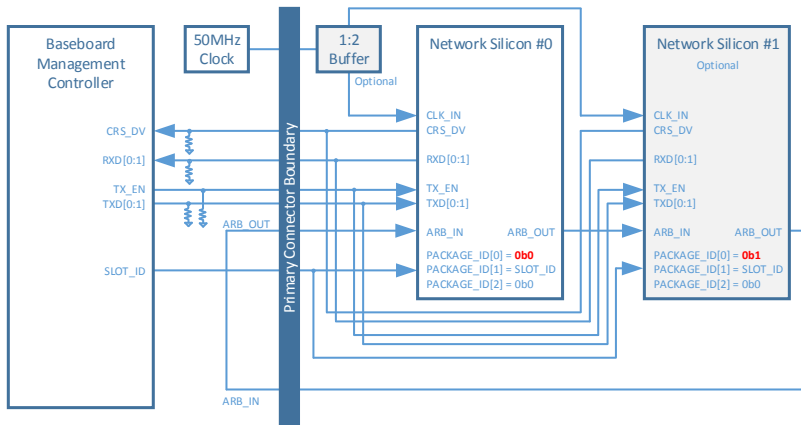 Baseboard
Management
Controller
CRS_DV
RXD[0:1]
TX_EN
TXD[0:1]
SLOT_ID
50MHz
Clock
Primary Connector Boundary
1:2
Buffer
Optional
ARB_OUT
ARB_IN
Network Silicon #0
CLK_IN
CRS_DV
RXD[0:1]
TX_EN
TXD[0:1]
ARB_IN ARB_OUT
PACKAGE_ID[0] = 0b0
PACKAGE_ID[1] = SLOT_ID
PACKAGE_ID[2] = 0b0
Network Silicon #1
Optional
CLK_IN
CRS_DV
RXD[0:1]
TX_EN
TXD[0:1]
ARB_IN ARB_OUT
PACKAGE_ID[0] = 0b1
PACKAGE_ID[1] = SLOT_ID
PACKAGE_ID[2] = 0b0